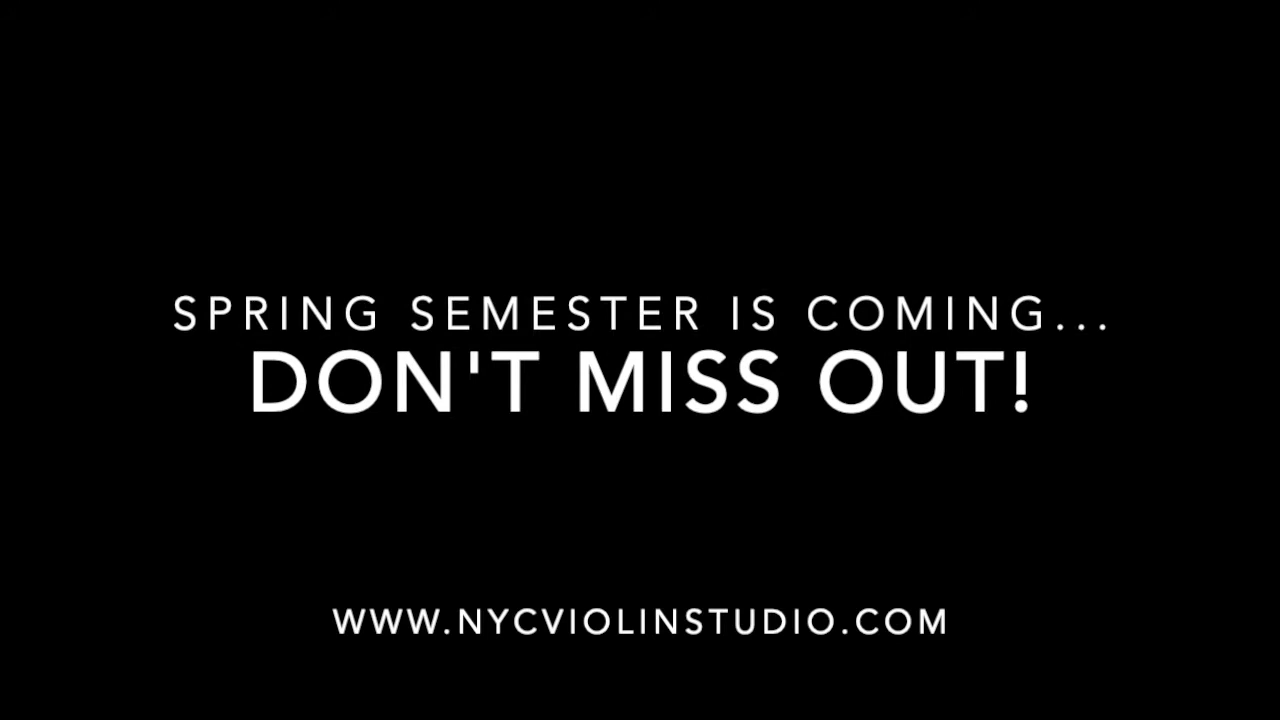 SPRING SEMESTER IS COMING...
DON'T MISS OUT!
WWW.NYCVIOLINSTUDIO.COM